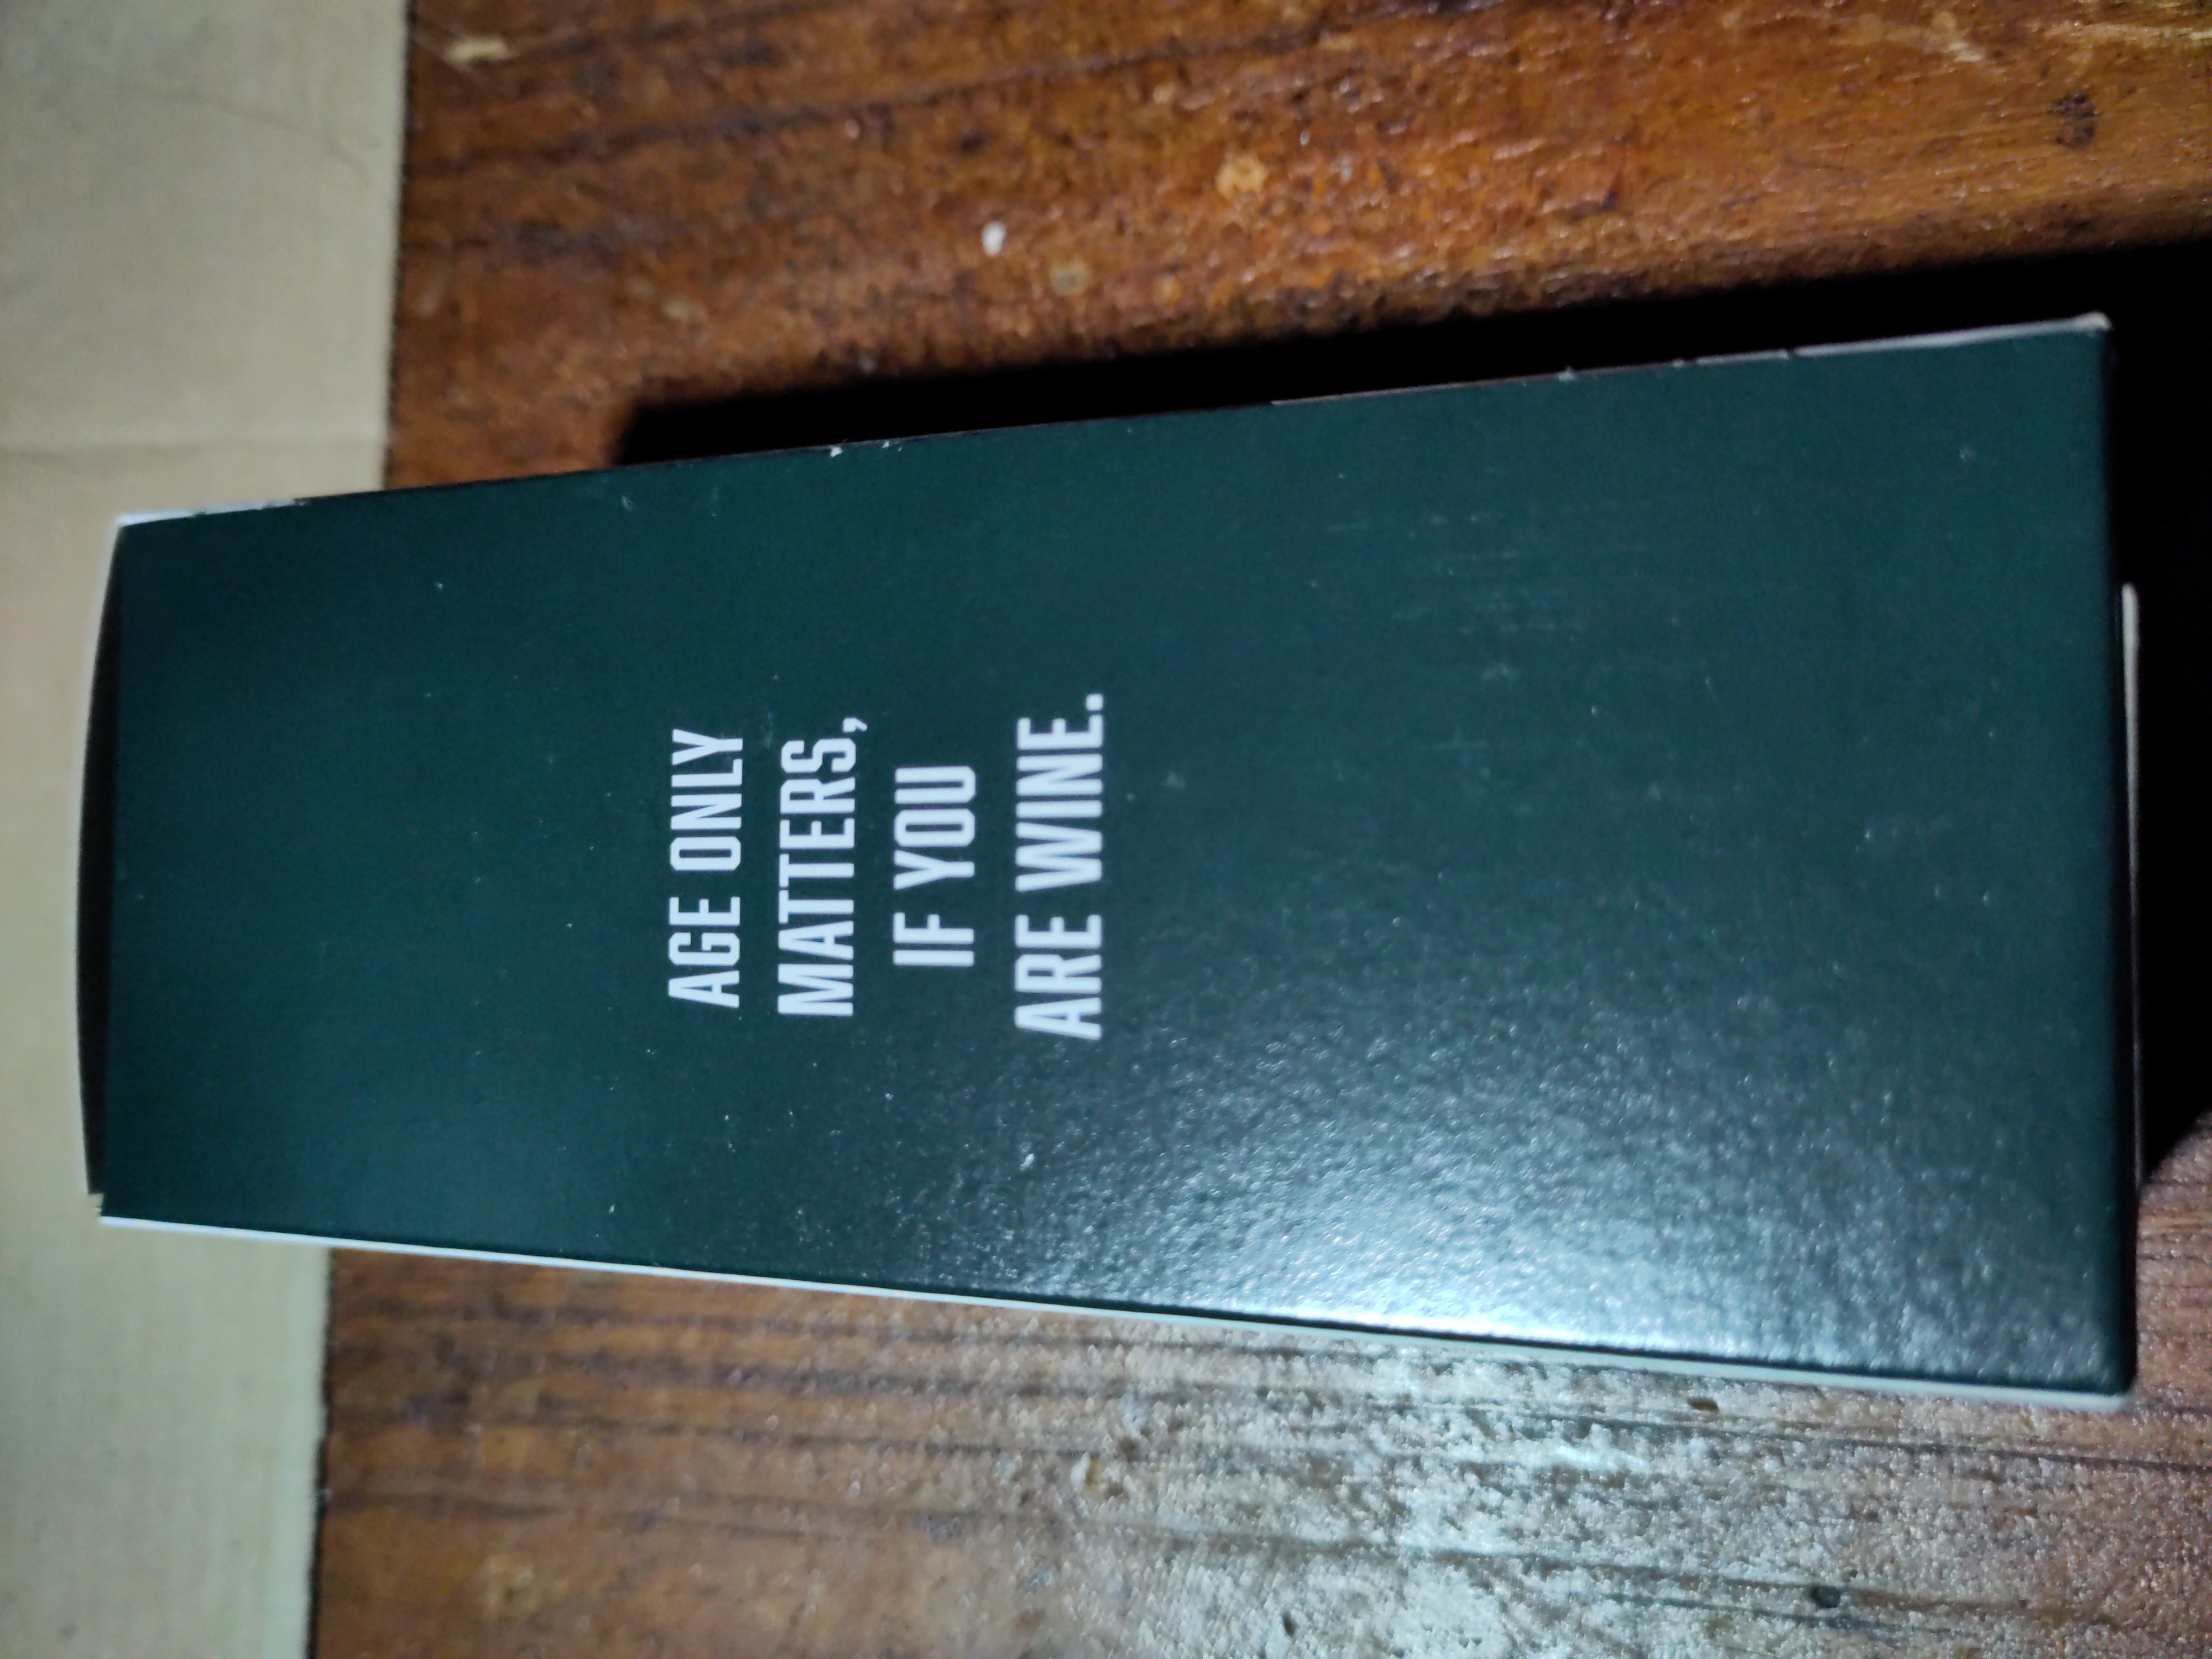 AGE ONLY
MATTERS,
IF YOU
ARE WINE.